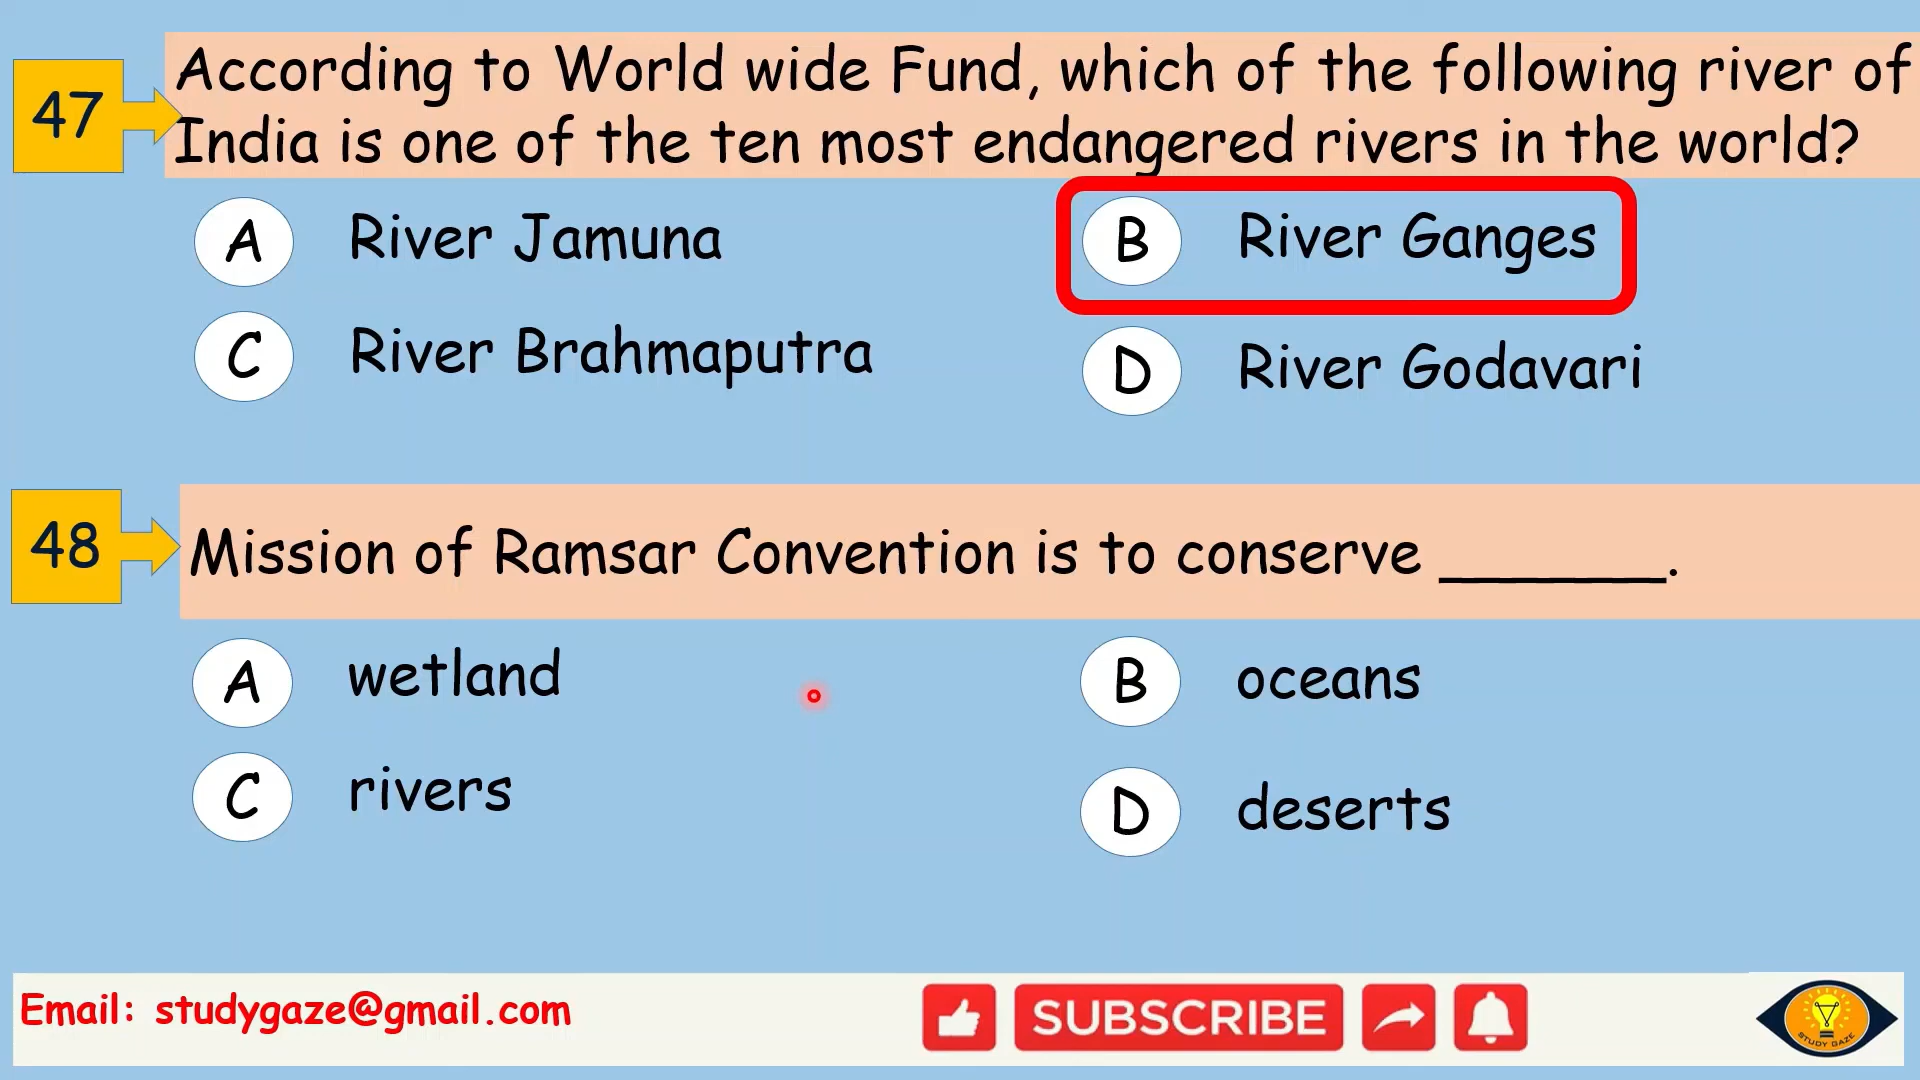 47
According to World wide Fund, which of the following river of
India is one of the ten most endangered rivers in the world?
A River Jamuna
B River Ganges
C River Brahmaputra
D River Godavari
48
Mission of Ramsar Convention is to conserve _______.
A wetland
B oceans
C rivers
D deserts
Email: studygaze@gmail.com
SUBSCRIBE
STUDY GAZE